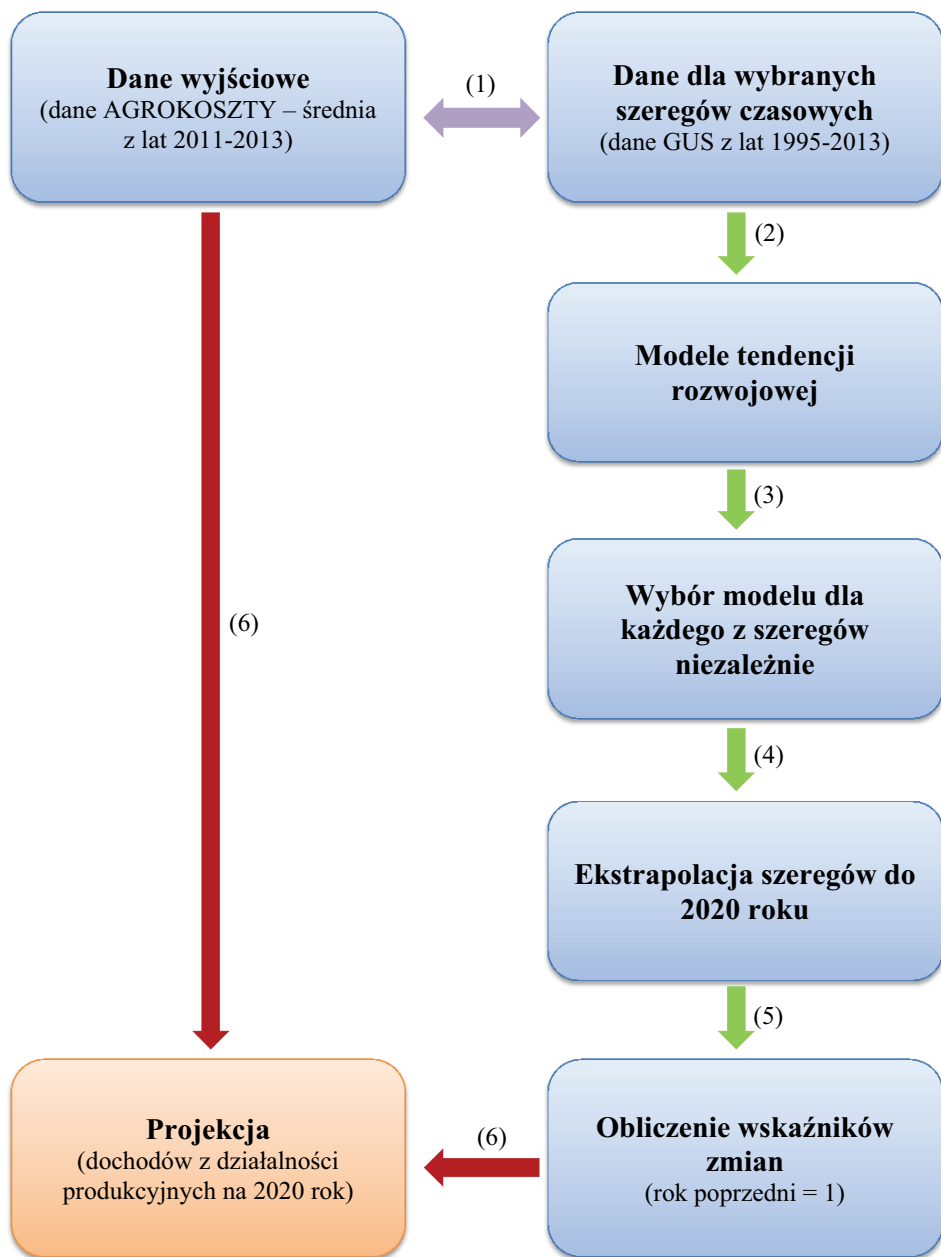 Dane wyjściowe
(dane AGROKOSZTY – średnia
z lat 2011-2013)
(1)
Dane dla wybranych
szeregów czasowych
(dane GUS z lat 1995-2013)
(2)
Modele tendencji
rozwojowej
(3)
Wybór modelu dla
każdego z szeregów
niezależnie
(6)
(4)
Ekstrapolacja szeregów do
2020 roku
(5)
Projekcja
(dochodów z działalności
produkcyjnych na 2020 rok)
(6)
Obliczenie wskaźników
zmian
(rok poprzedni = 1)